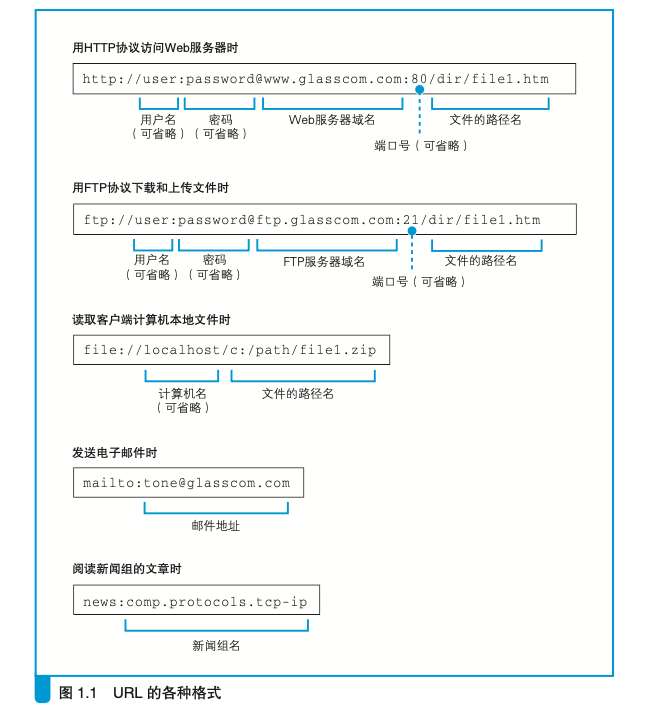 用HTTP协议访问Web服务器时
http://user:password@www.glasscom.com:80/dir/file1.htm
用户名 密码 Web服务器域名 文件的路径名
（可省略）（可省略）
端口号（可省略）
用FTP协议下载和上传文件时
ftp://user:password@ftp.glasscom.com:21/dir/file1.htm
用户名 密码 FTP服务器域名 文件的路径名
（可省略）（可省略）
端口号（可省略）
读取客户端计算机本地文件时
file://localhost/c:/path/file1.zip
计算机名 文件的路径名
（可省略）
发送电子邮件时
mailto:tone@glasscom.com
邮件地址
阅读新闻组的文章时
news:comp.protocols.tcp-ip
新闻组名
图 1.1 URL 的各种格式